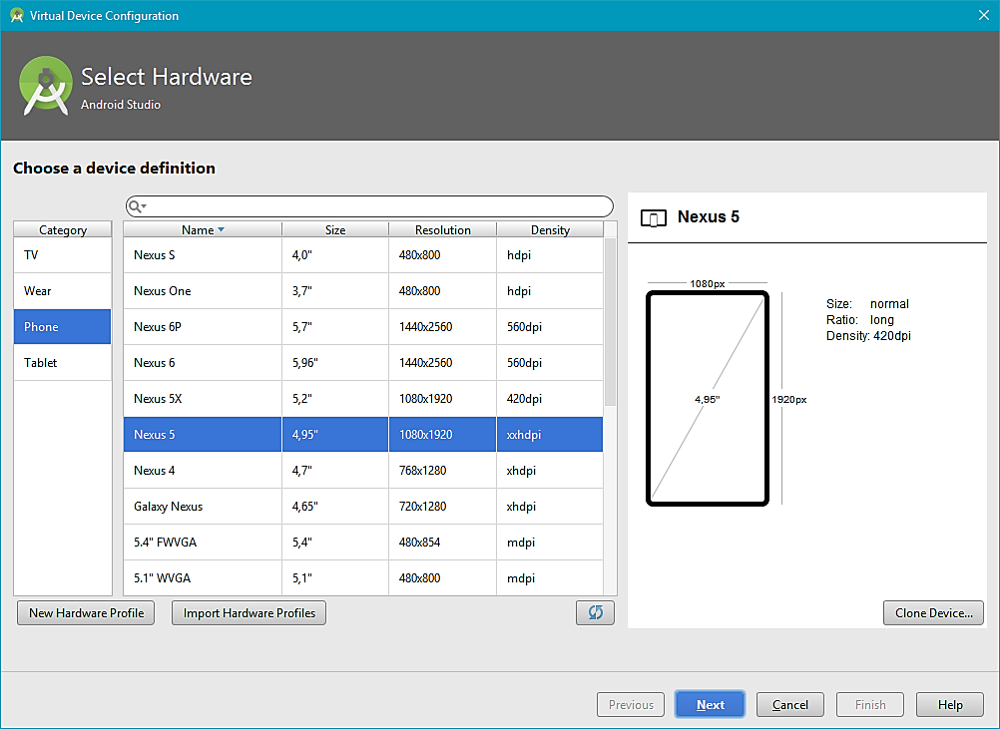 Virtual Device Configuration
Select Hardware
Android Studio
Choose a device definition
Category
TV
Wear
Phone
Tablet
Name Size Resolution Density
Nexus S 4,0" 480x800 hdpi
Nexus One 3,7" 480x800 hdpi
Nexus 6P 5,7" 1440x2560 560dpi
Nexus 6 5,96" 1440x2560 560dpi
Nexus 5X 5,2" 1080x1920 420dpi
Nexus 5 4,95" 1080x1920 xxhdpi
Nexus 4 4,7" 768x1280 xhdpi
Galaxy Nexus 4,65" 720x1280 xhdpi
5.4" FWVGA 5,4" 480x854 mdpi
5.1" WVGA 5,1" 480x800 mdpi
New Hardware Profile Import Hardware Profiles
Nexus 5
1080px
4,95" 1920px
Size: normal
Ratio: long
Density: 420dpi
Clone Device...
Previous Next Cancel Finish Help